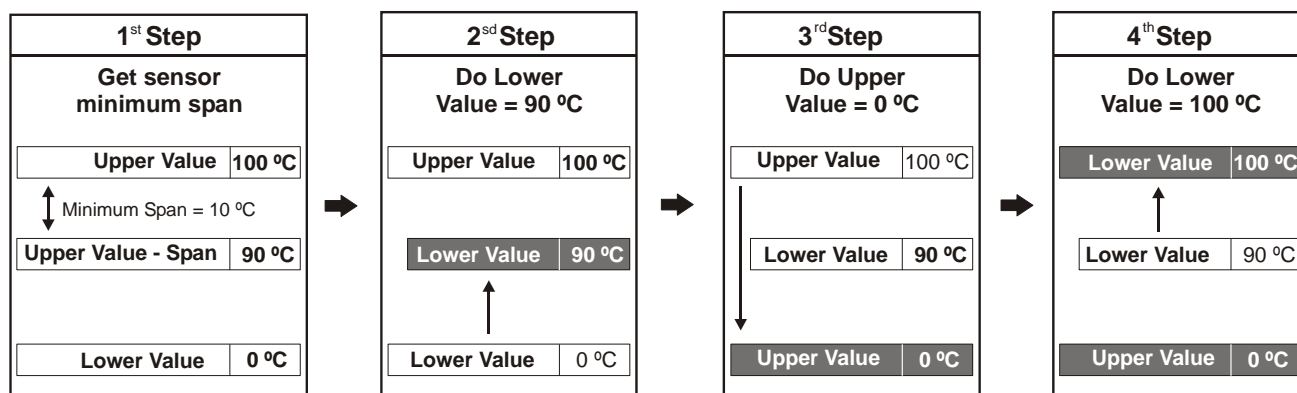 1st Step
Get sensor
minimum span
Upper Value 100 ºC
Minimum Span = 10 ºC
Upper Value - Span 90 ºC
Lower Value 0 ºC
2sd Step
Do Lower
Value = 90 ºC
Upper Value 100 ºC
Lower Value 90 ºC
Lower Value 0 ºC
3rd Step
Do Upper
Value = 0 ºC
Upper Value 100 ºC
Lower Value 90 ºC
Upper Value 0 ºC
4th Step
Do Lower
Value = 100 ºC
Lower Value 100 ºC
Lower Value 90 ºC
Upper Value 0 ºC